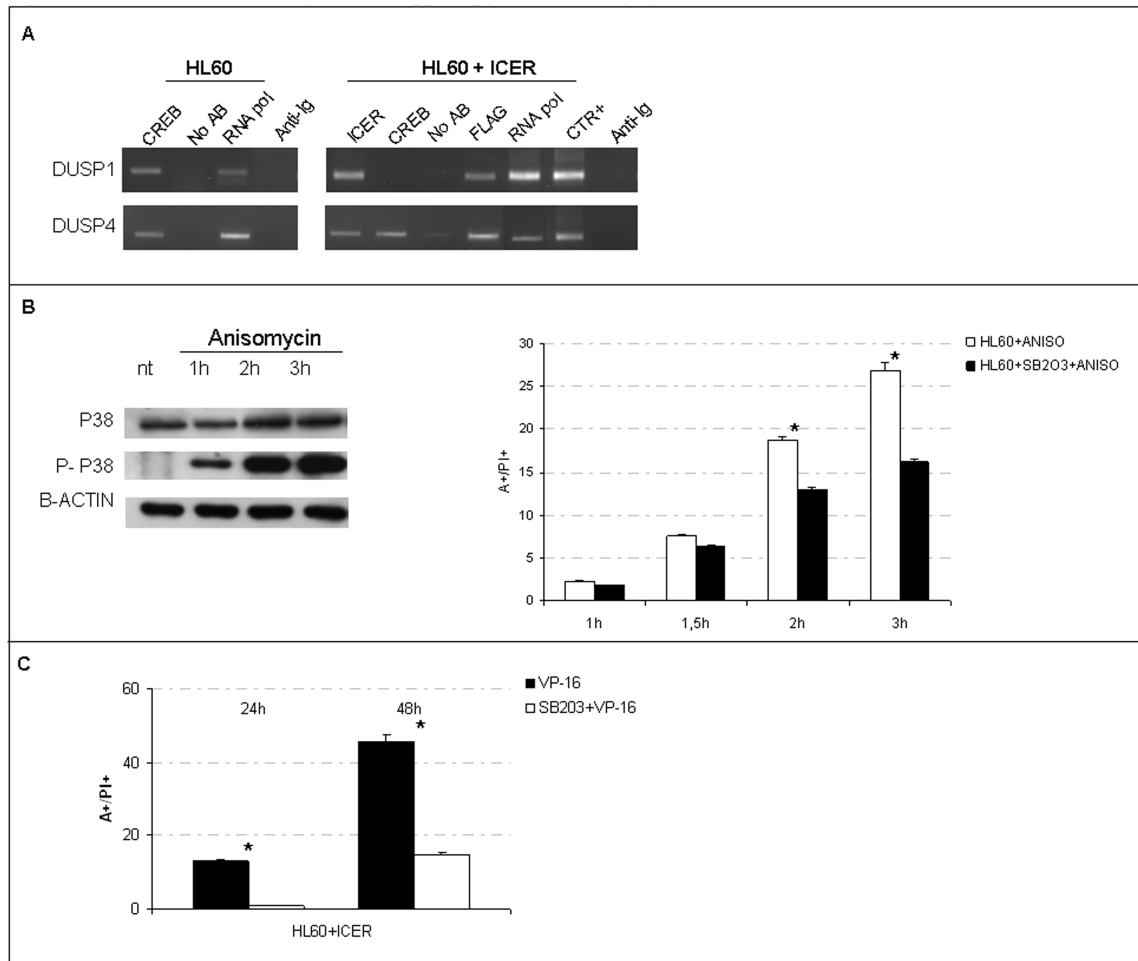 A
HL60
HL60 + ICER
CREB
No AB
RNA pol
Anti-Ig
ICER
CREB
No AB
FLAG
RNA pol
CTR+
Anti-Ig
DUSP1
DUSP4
B
Anisomycin
nt 1h 2h 3h
P38
P- P38
B-ACTIN
HL60+ANISO
HL60+SB2O3+ANISO
A+/PI+
30
25
20
15
10
5
0
*
*
1h 1,5h 2h 3h
C
VP-16
SB203+VP-16
A+/PI+
60
40
20
0
24h 48h
*
*
HL60+ICER